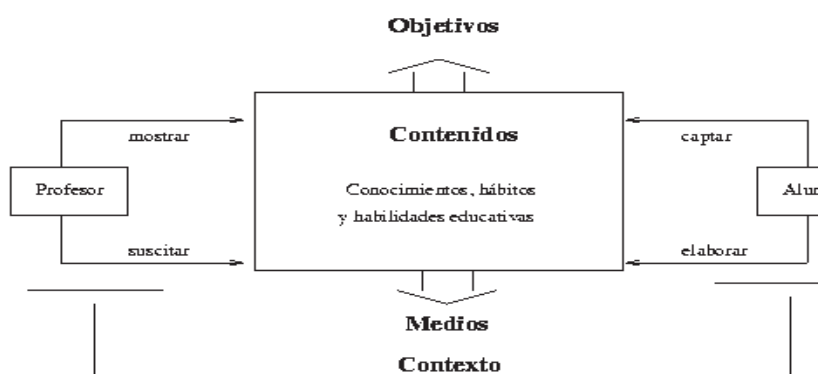 Objetivos
mostrar
Contenidos
captar
Profesor
Conocimientos, hábitos
y habilidades educativas
suscitar
elaborar
Medios
Contexto